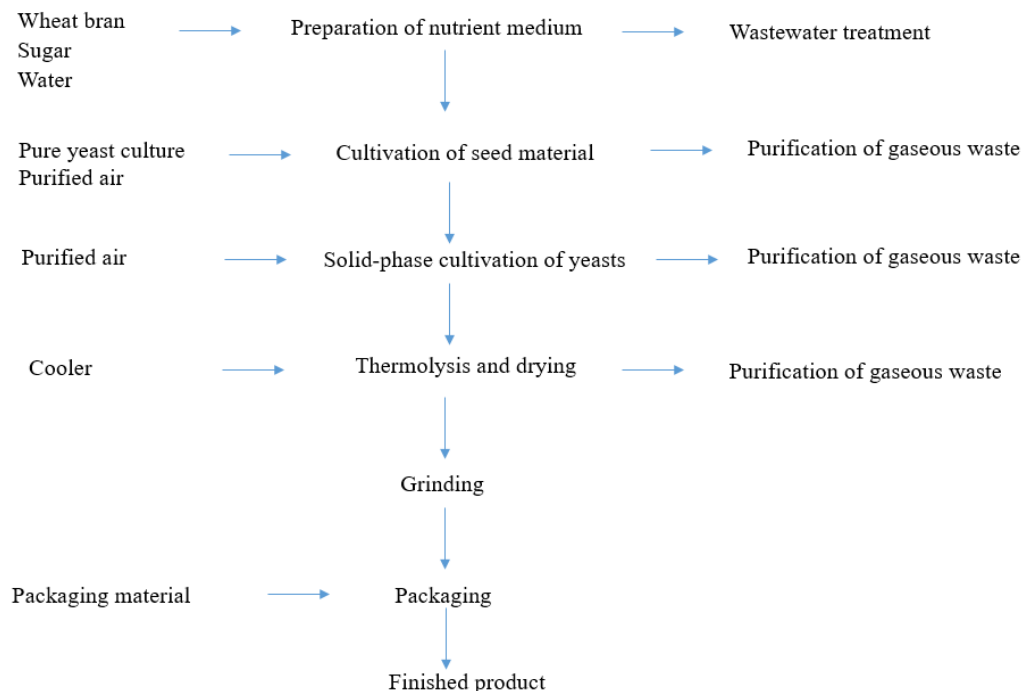 Wheat bran
Sugar
Water
Preparation of nutrient medium
Wastewater treatment
Pure yeast culture
Purified air
Cultivation of seed material
Purification of gaseous waste
Purified air
Solid-phase cultivation of yeasts
Purification of gaseous waste
Cooler
Thermolysis and drying
Purification of gaseous waste
Grinding
Packaging material
Packaging
Finished product